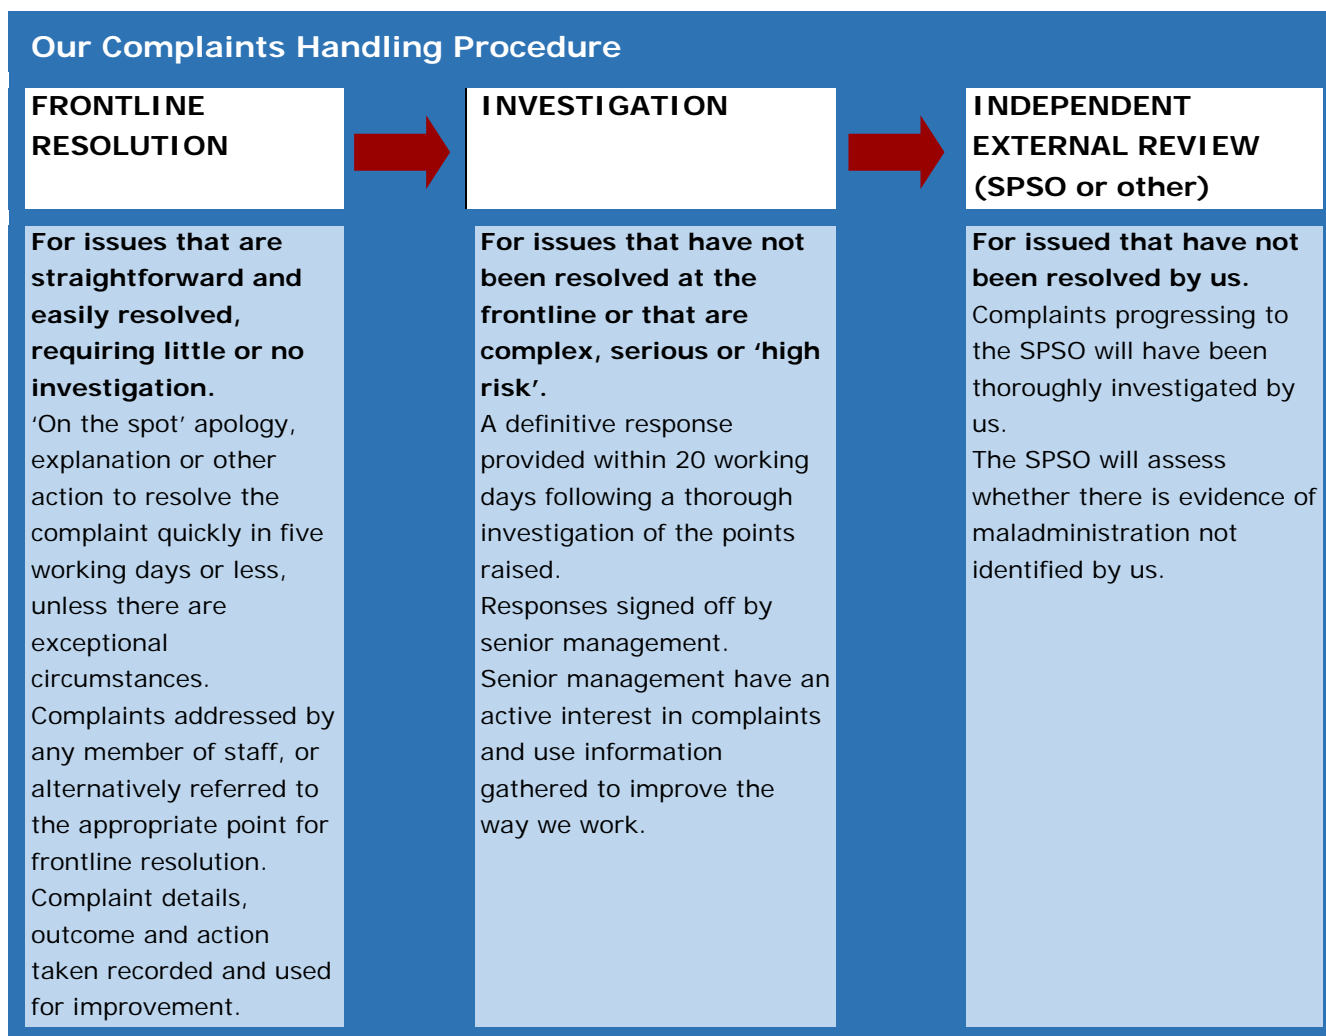 Our Complaints Handling Procedure
FRONTLINE
RESOLUTION
INVESTIGATION
INDEPENDENT
EXTERNAL REVIEW
(SPSO or other)
For issues that are
straightforward and
easily resolved,
requiring little or no
investigation.
‘On the spot’ apology,
explanation or other
action to resolve the
complaint quickly in five
working days or less,
unless there are
exceptional
circumstances.
Complaints addressed by
any member of staff, or
alternatively referred to
the appropriate point for
frontline resolution.
Complaint details,
outcome and action
taken recorded and used
for improvement.
For issues that have not
been resolved at the
frontline or that are
complex, serious or ‘high
risk’.
A definitive response
provided within 20 working
days following a thorough
investigation of the points
raised.
Responses signed off by
senior management.
Senior management have an
active interest in complaints
and use information
gathered to improve the
way we work.
For issued that have not
been resolved by us.
Complaints progressing to
the SPSO will have been
thoroughly investigated by
us.
The SPSO will assess
whether there is evidence of
maladministration not
identified by us.